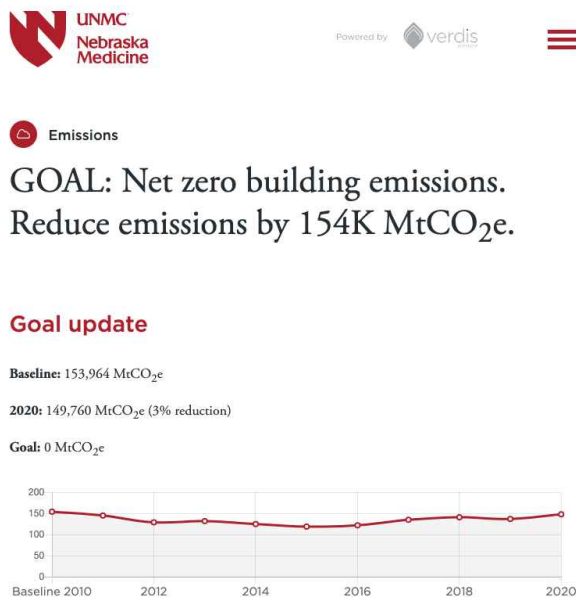 UNMC
Nebraska
Medicine
Powered by verdis
Emissions
GOAL: Net zero building emissions.
Reduce emissions by 154K MtCO₂e.
Goal update
Baseline: 153,964 MtCO₂e
2020: 149,760 MtCO₂e (3% reduction)
Goal: 0 MtCO₂e
200
150
100
50
0
Baseline 2010 2012 2014 2016 2018 2020